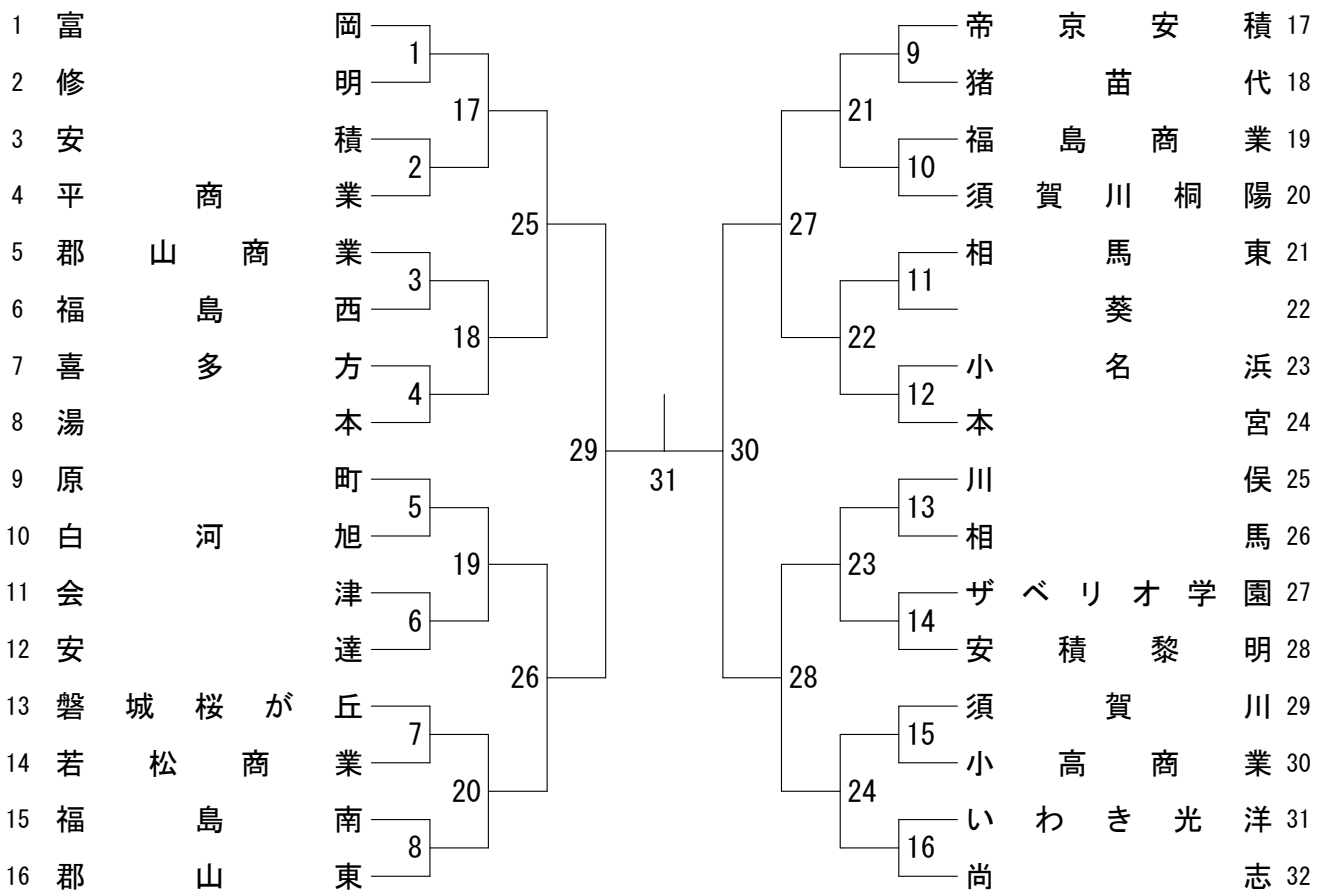 1 富岡
2 修明
3 安積
4 平商業
5 郡山商業
6 福島西
7 喜多方
8 湯本
9 原町
10 白河旭
11 会津
12 安達
13 磐城桜が丘
14 若松商業
15 福島南
16 郡山東
1
2
3
4
5
6
7
8
17
18
19
20
25
26
29
31
30
27
28
21
22
23
24
9
10
11
12
13
14
15
16
帝京安積 17
猪苗代 18
福島商業 19
須賀川桐陽 20
相馬東 21
葵 22
小名浜 23
本宮 24
川俣 25
相馬 26
ザベリオ学園 27
安積黎明 28
須賀川 29
小高商業 30
いわき光洋 31
尚志 32